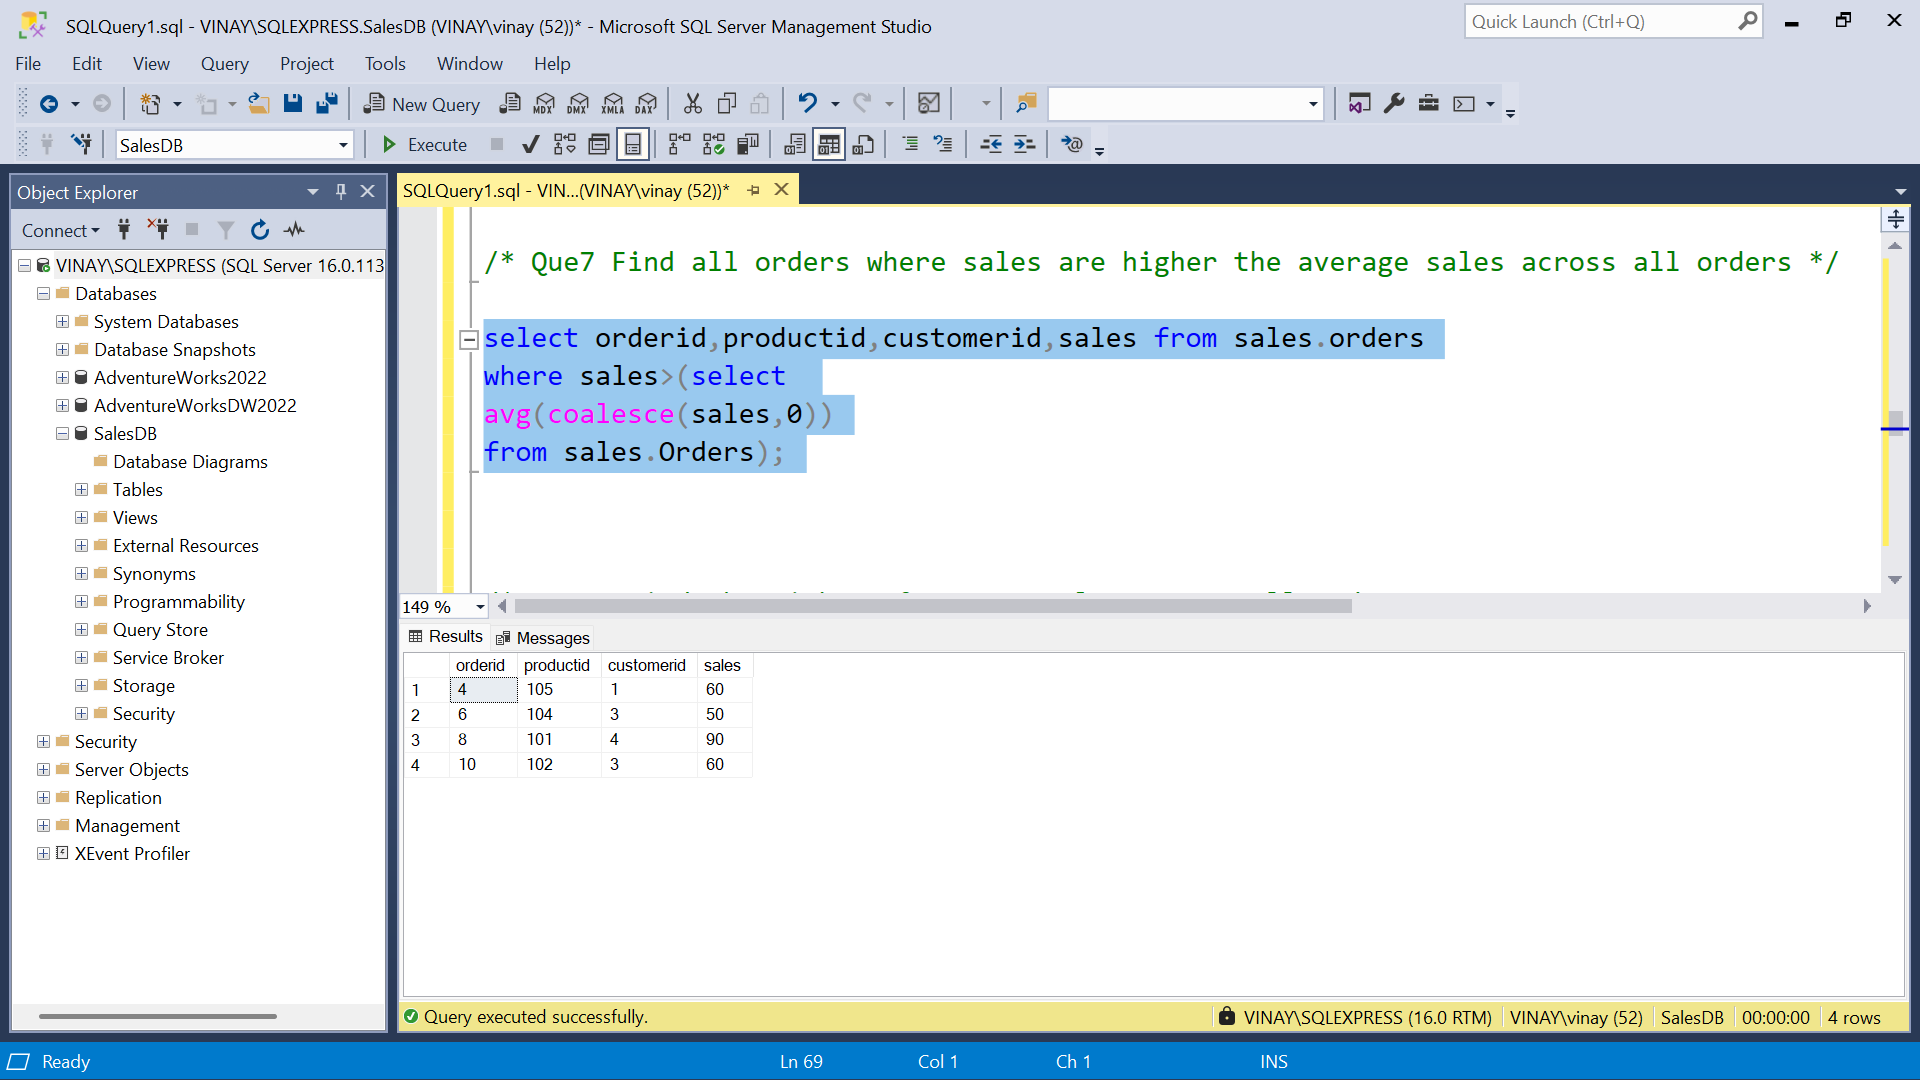 SQLQuery1.sql - VINAY\SQLEXPRESS.SalesDB (VINAY\vinay (52))* - Microsoft SQL Server Management Studio
Quick Launch (Ctrl+Q)
File Edit View Query Project Tools Window Help
New Query MDX DMX XMLA DAX
SalesDB Execute
Object Explorer
Connect
VINAY\SQLEXPRESS (SQL Server 16.0.113
Databases
System Databases
Database Snapshots
AdventureWorks2022
AdventureWorksDW2022
SalesDB
Database Diagrams
Tables
Views
External Resources
Synonyms
Programmability
Query Store
Service Broker
Storage
Security
Security
Server Objects
Replication
Management
XEvent Profiler
SQLQuery1.sql - VIN...(VINAY\vinay (52))*
/* Que7 Find all orders where sales are higher the average sales across all orders */
select orderid,productid,customerid,sales from sales.orders
where sales>(select
avg(coalesce(sales,0))
from sales.Orders);
149 %
Results Messages
orderid productid customerid sales
1 4 105 1 60
2 6 104 3 50
3 8 101 4 90
4 10 102 3 60
Query executed successfully. VINAY\SQLEXPRESS (16.0 RTM) VINAY\vinay (52) SalesDB 00:00:00 4 rows
Ready Ln 69 Col 1 Ch 1 INS